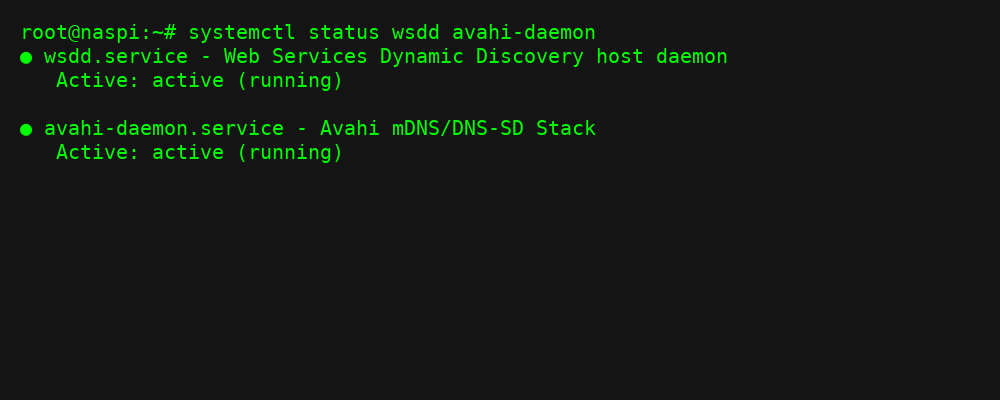 root@naspi:~# systemctl status wsdd avahi-daemon
● wsdd.service - Web Services Dynamic Discovery host daemon
   Active: active (running)
● avahi-daemon.service - Avahi mDNS/DNS-SD Stack
   Active: active (running)